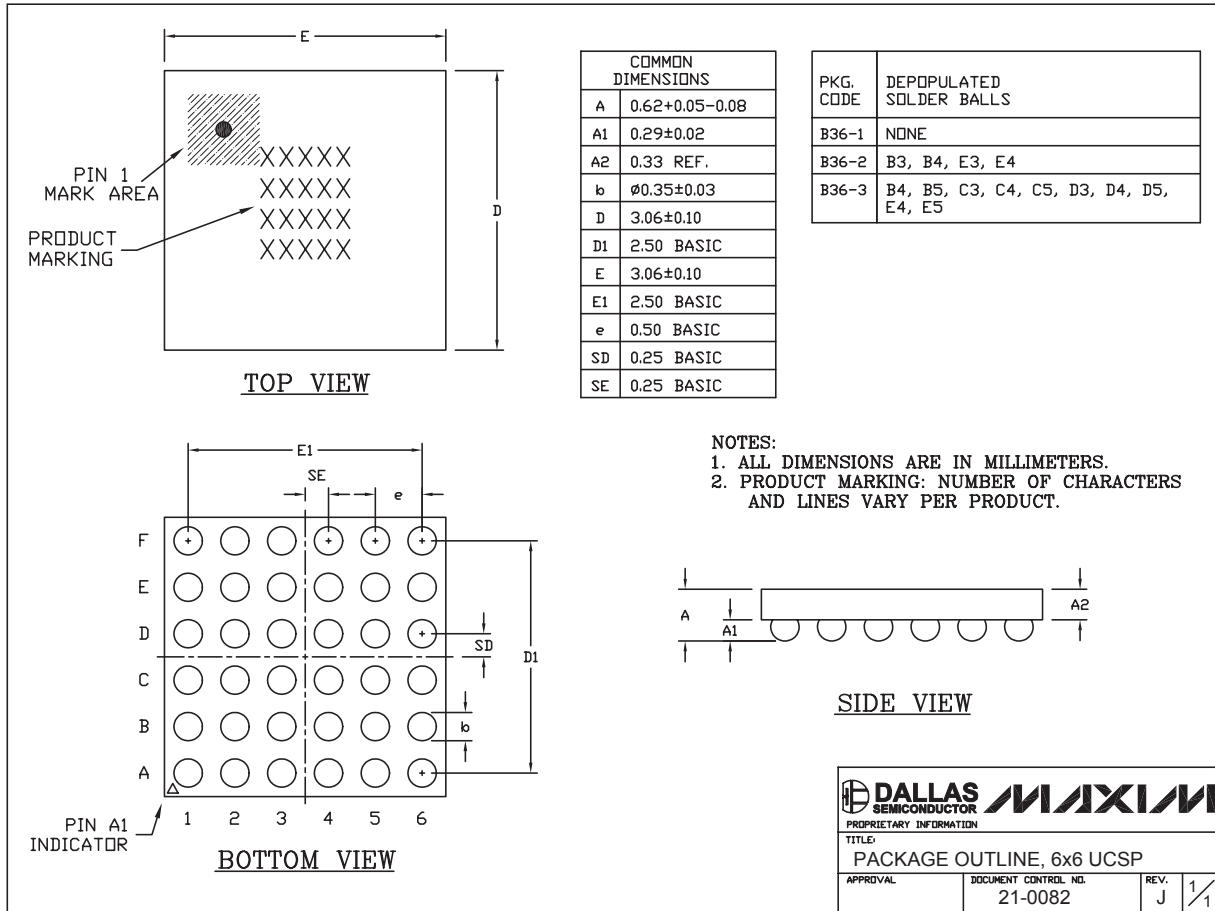 E
PIN 1
MARK AREA
XXXXX
XXXXX
XXXXX
XXXXX
PRODUCT
MARKING
D
TOP VIEW
COMMON
DIMENSIONS
A 0.62+0.05-0.08
A1 0.29±0.02
A2 0.33 REF.
b ø0.35±0.03
D 3.06±0.10
D1 2.50 BASIC
E 3.06±0.10
E1 2.50 BASIC
e 0.50 BASIC
SD 0.25 BASIC
SE 0.25 BASIC
PKG.
CODE
DEPOPULATED
SOLDER BALLS
B36-1 NONE
B36-2 B3, B4, E3, E4
B36-3 B4, B5, C3, C4, C5, D3, D4, D5,
E4, E5
NOTES:
1. ALL DIMENSIONS ARE IN MILLIMETERS.
2. PRODUCT MARKING: NUMBER OF CHARACTERS
AND LINES VARY PER PRODUCT.
E1
SE
e
F
E
D
SD
D1
C
B
b
A
1 2 3 4 5 6
PIN A1
INDICATOR
BOTTOM VIEW
A
A1
A2
SIDE VIEW
DALLAS
SEMICONDUCTOR
MAXIM
PROPRIETARY INFORMATION
TITLE:
PACKAGE OUTLINE, 6x6 UCSP
APPROVAL
DOCUMENT CONTROL NO.
21-0082
REV.
J
1/1